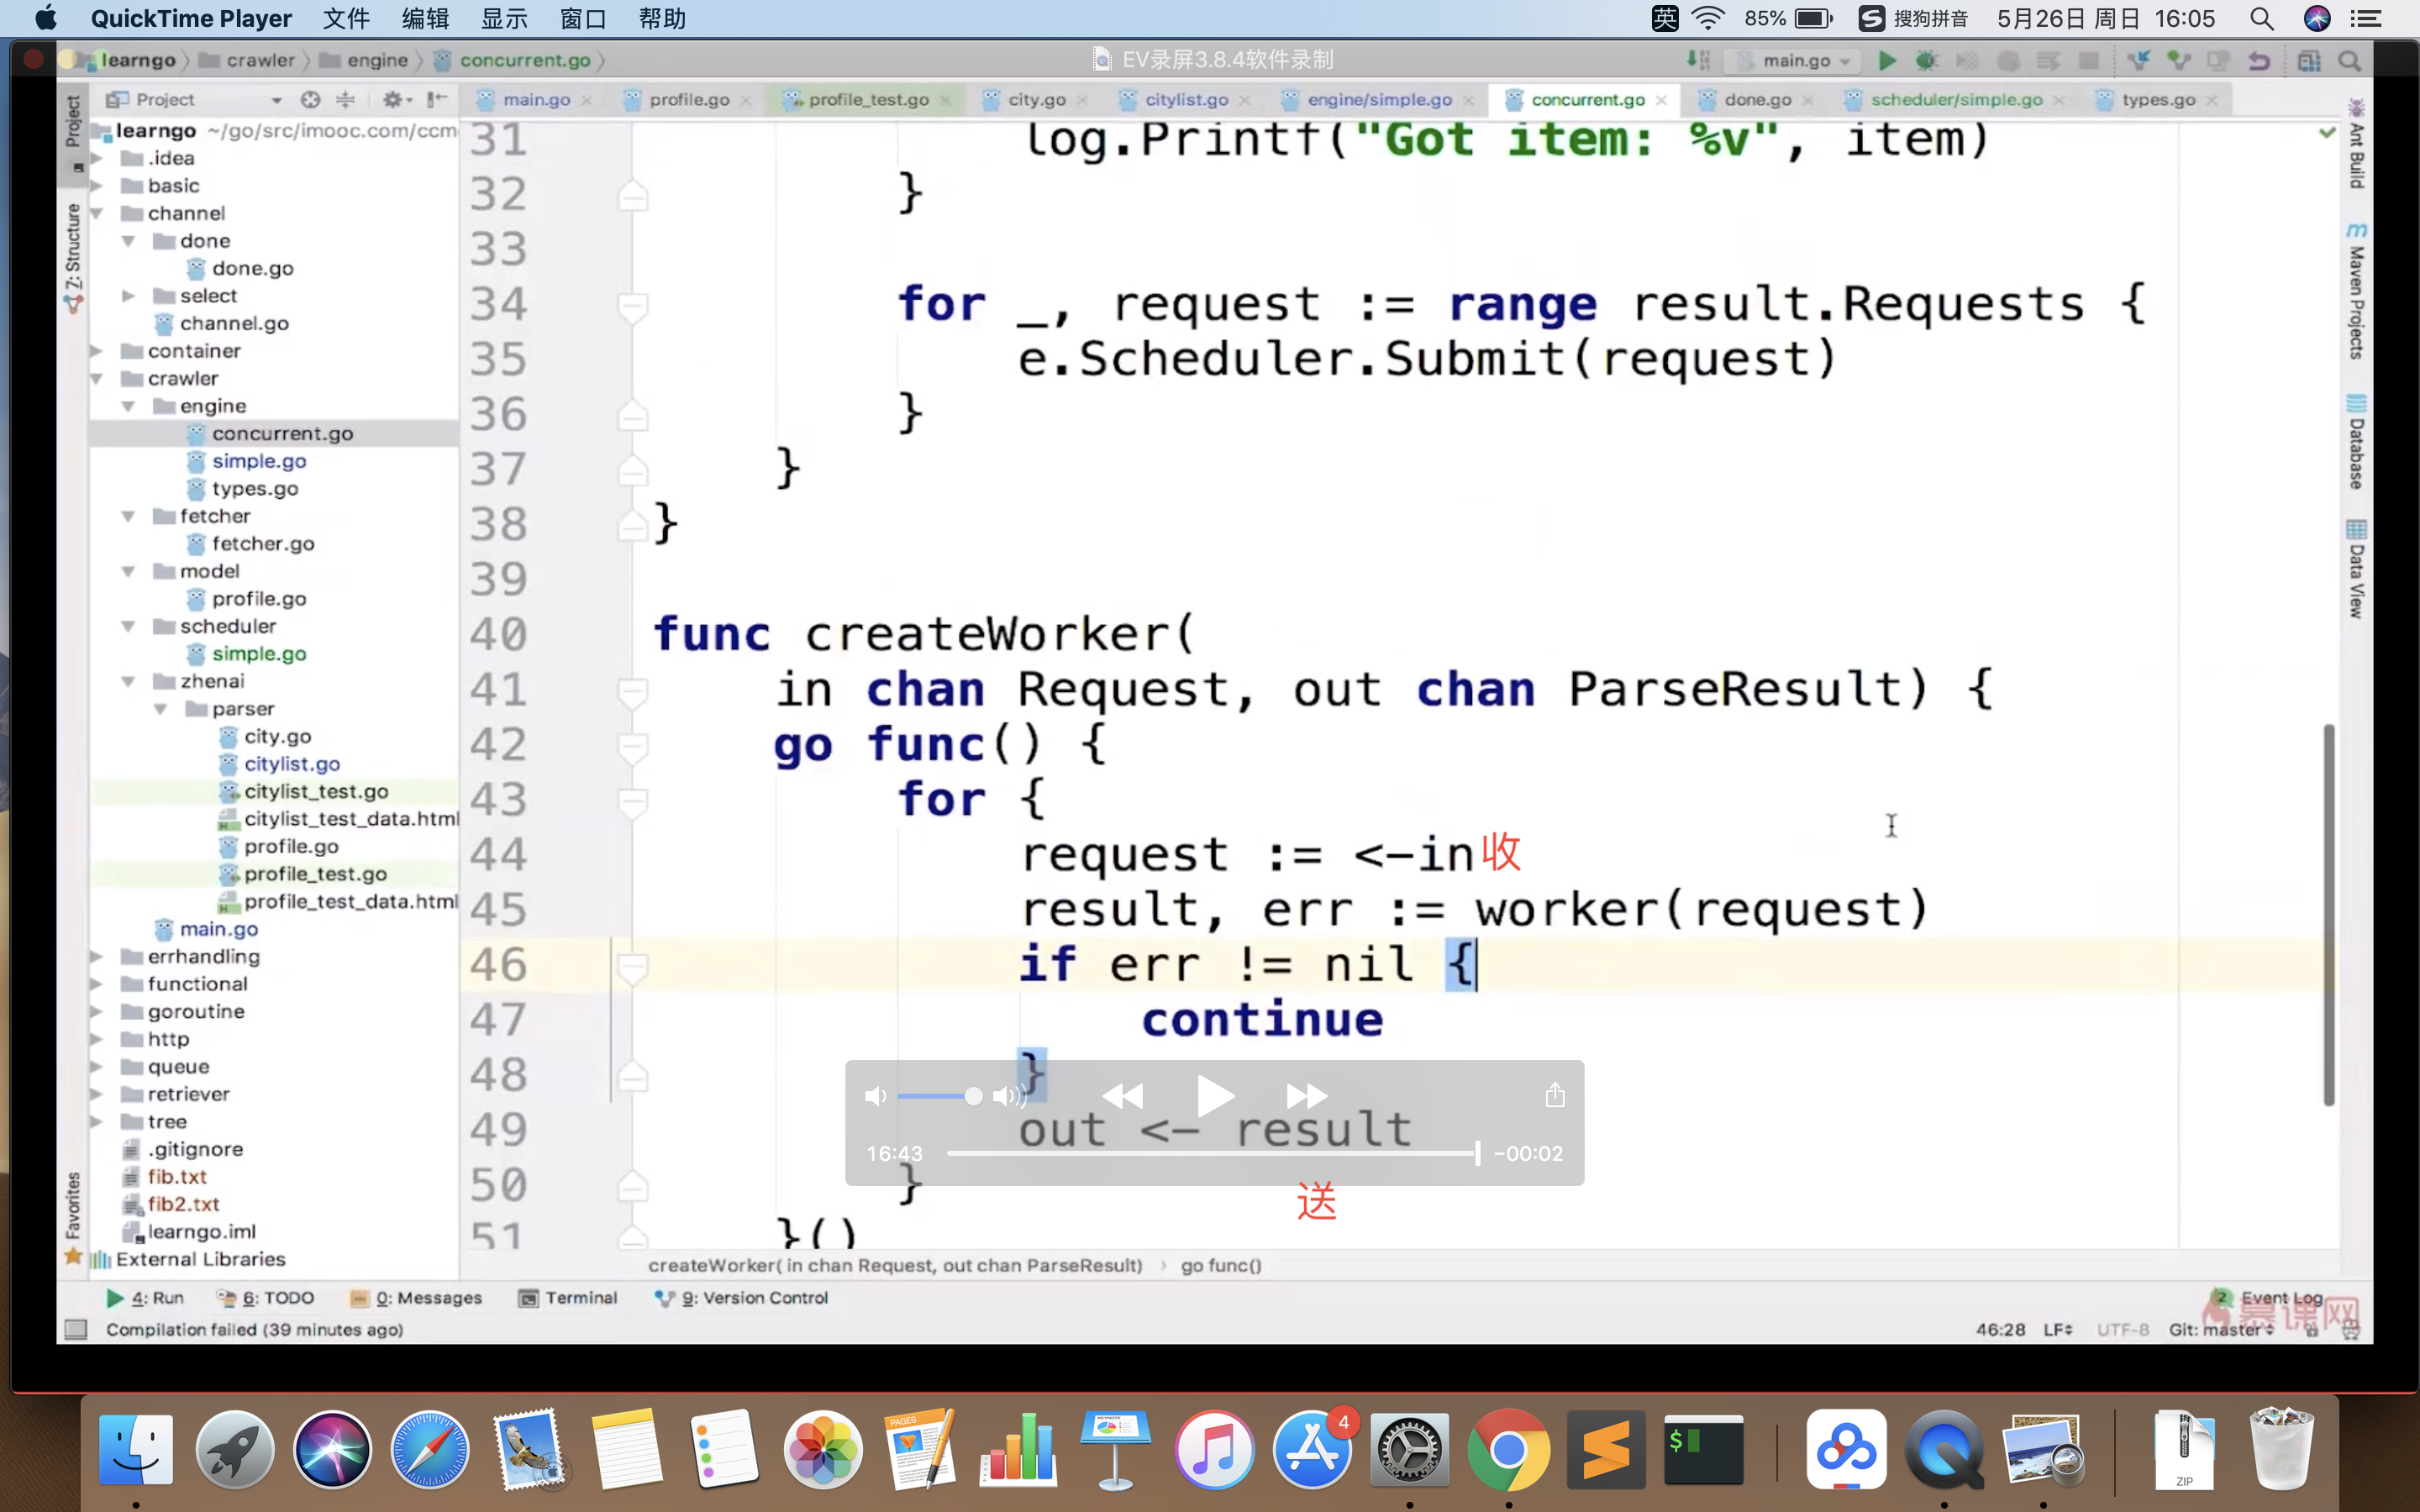 QuickTime Player 文件 编辑 显示 窗口 帮助 英 85% 搜狗拼音 5月26日 周日 16:05
learngo crawler engine concurrent.go EV录屏3.8.4软件录制 main.go
Project main.go profile.go profile_test.go city.go citylist.go engine/simple.go concurrent.go done.go scheduler/simple.go types.go
Project
Z: Structure
Favorites
learngo ~/go/src/imooc.com/ccm
.idea
basic
channel
done
done.go
select
channel.go
container
crawler
engine
concurrent.go
simple.go
types.go
fetcher
fetcher.go
model
profile.go
scheduler
simple.go
zhenai
parser
city.go
citylist.go
citylist_test.go
citylist_test_data.html
profile.go
profile_test.go
profile_test_data.html
main.go
errhandling
functional
goroutine
http
queue
retriever
tree
.gitignore
fib.txt
fib2.txt
learngo.iml
External Libraries
31 log.Printf("Got item: %v", item)
32 }
33
34 for _, request := range result.Requests {
35 e.Scheduler.Submit(request)
36 }
37 }
38 }
39
40 func createWorker(
41 in chan Request, out chan ParseResult) {
42 go func() {
43 for {
44 request := <-in 收
45 result, err := worker(request)
46 if err != nil {
47 continue
48 }
49 out <- result
16:43 -00:02
50 }
送
51 }()
createWorker( in chan Request, out chan ParseResult) › go func()
Ant Build
m Maven Projects
Database
Data View
4: Run 6: TODO 0: Messages Terminal 9: Version Control 2 Event Log
慕课网
Compilation failed (39 minutes ago) 46:28 LF UTF-8 Git: master
PAGES
KEYNOTE
4
$
ZIP